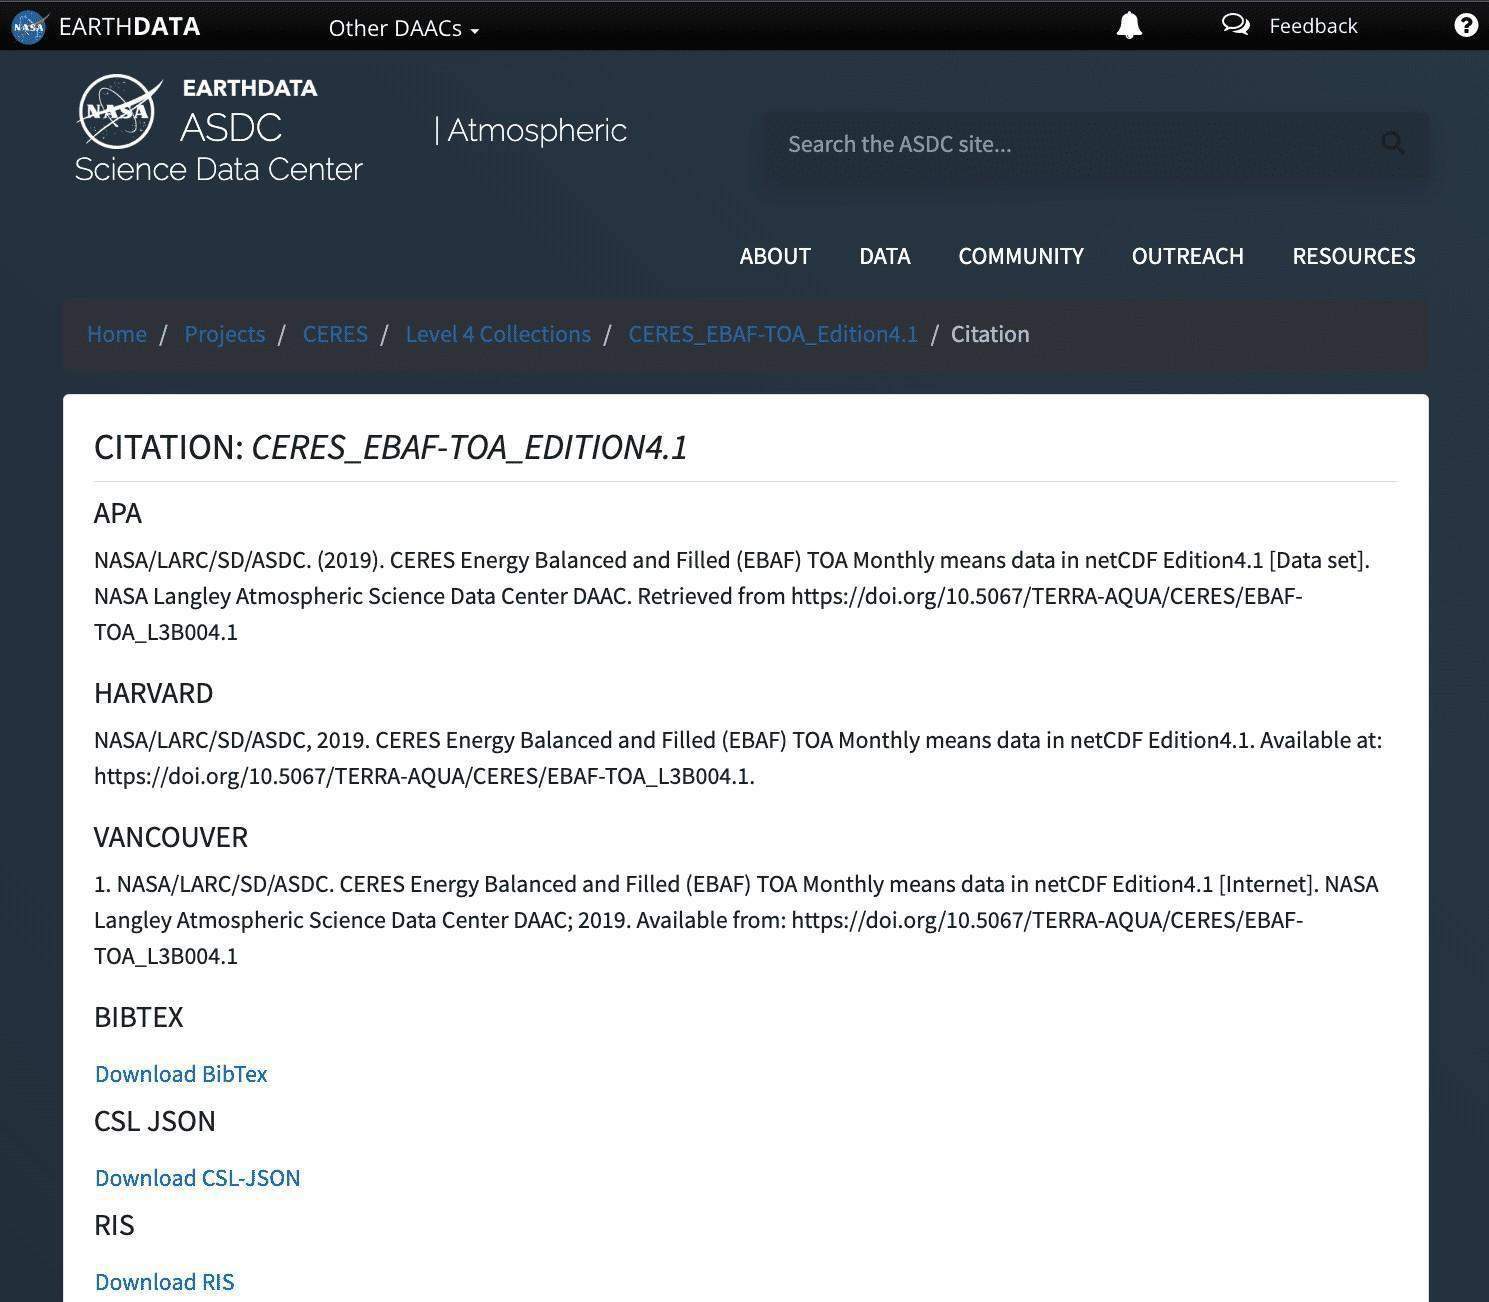 NASA EARTHDATA Other DAACs Feedback ?
NASA EARTHDATA
ASDC | Atmospheric
Science Data Center
Search the ASDC site...
ABOUT DATA COMMUNITY OUTREACH RESOURCES
Home / Projects / CERES / Level 4 Collections / CERES_EBAF-TOA_Edition4.1 / Citation
CITATION: CERES_EBAF-TOA_EDITION4.1
APA
NASA/LARC/SD/ASDC. (2019). CERES Energy Balanced and Filled (EBAF) TOA Monthly means data in netCDF Edition4.1 [Data set].
NASA Langley Atmospheric Science Data Center DAAC. Retrieved from https://doi.org/10.5067/TERRA-AQUA/CERES/EBAF-
TOA_L3B004.1
HARVARD
NASA/LARC/SD/ASDC, 2019. CERES Energy Balanced and Filled (EBAF) TOA Monthly means data in netCDF Edition4.1. Available at:
https://doi.org/10.5067/TERRA-AQUA/CERES/EBAF-TOA_L3B004.1.
VANCOUVER
1. NASA/LARC/SD/ASDC. CERES Energy Balanced and Filled (EBAF) TOA Monthly means data in netCDF Edition4.1 [Internet]. NASA
Langley Atmospheric Science Data Center DAAC; 2019. Available from: https://doi.org/10.5067/TERRA-AQUA/CERES/EBAF-
TOA_L3B004.1
BIBTEX
Download BibTex
CSL JSON
Download CSL-JSON
RIS
Download RIS